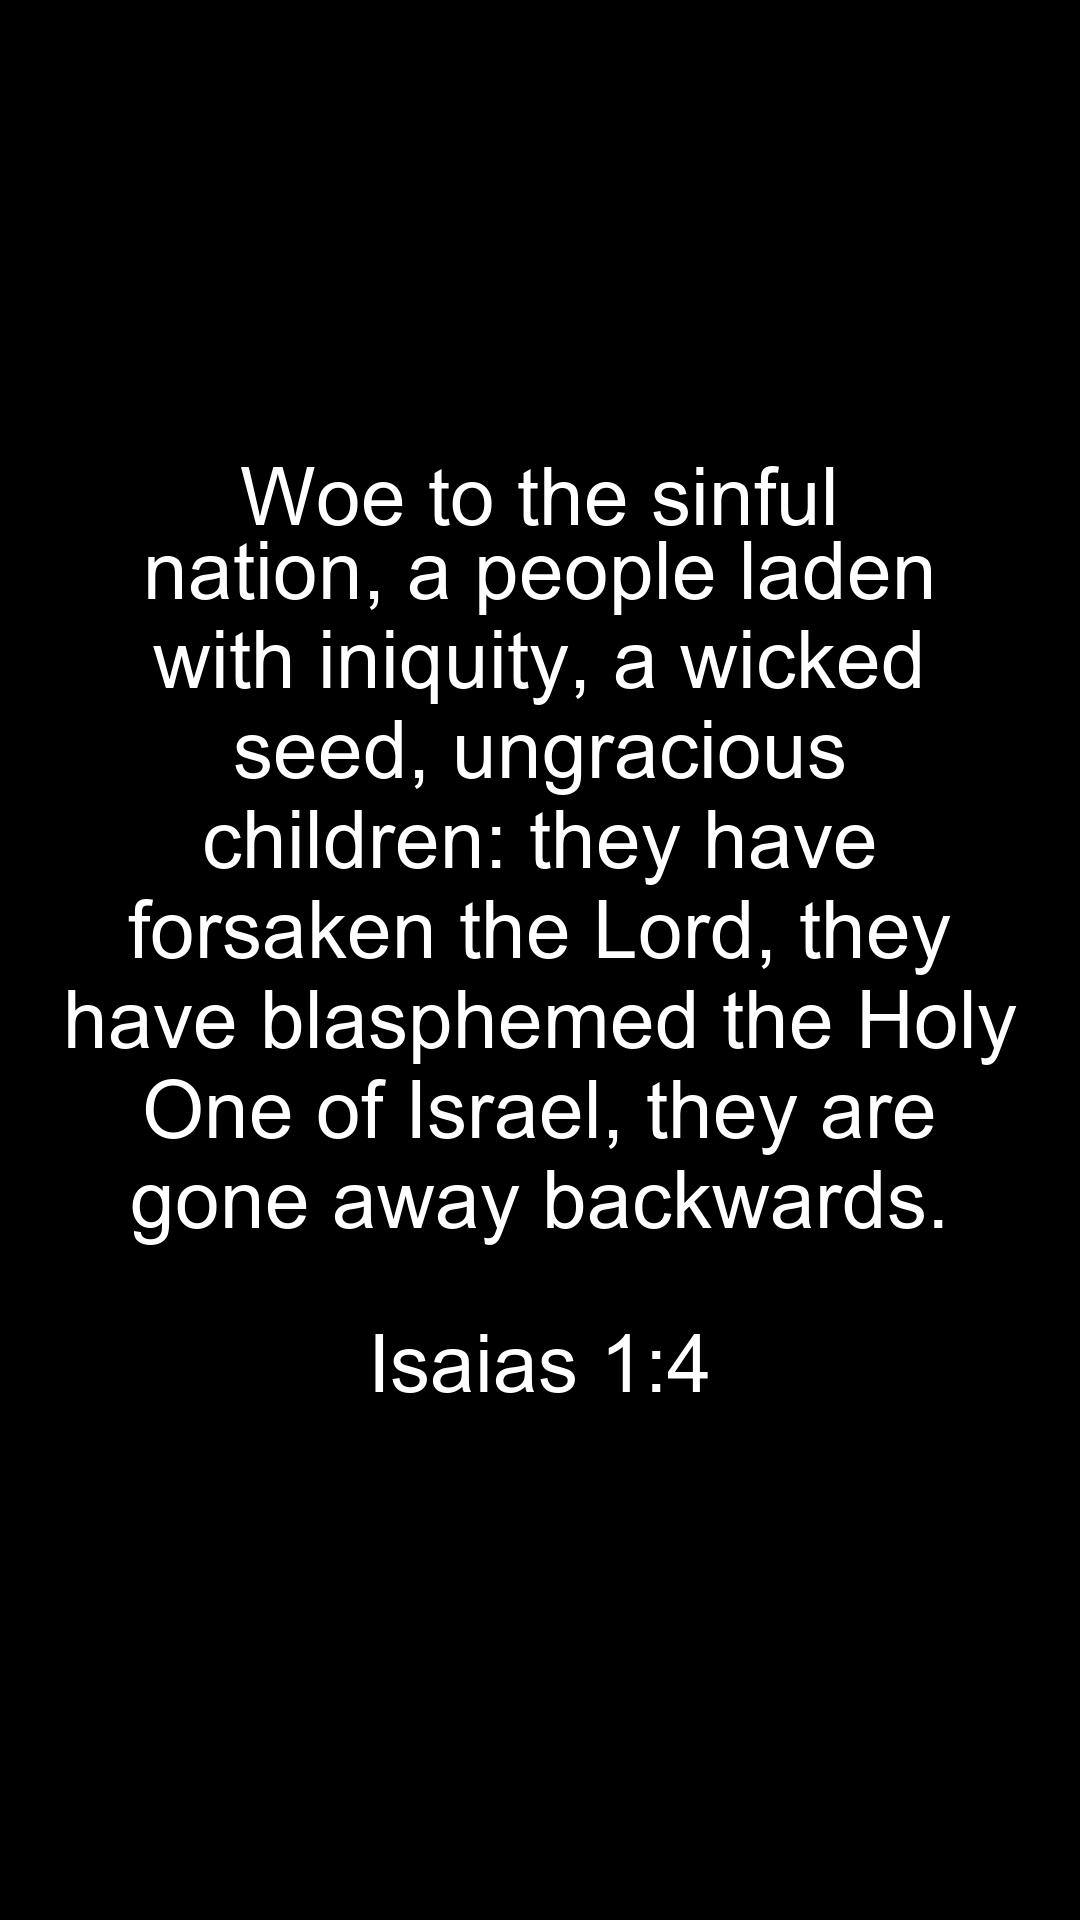 Woe to the sinful
nation, a people laden
with iniquity, a wicked
seed, ungracious
children: they have
forsaken the Lord, they
have blasphemed the Holy
One of Israel, they are
gone away backwards.
Isaias 1:4